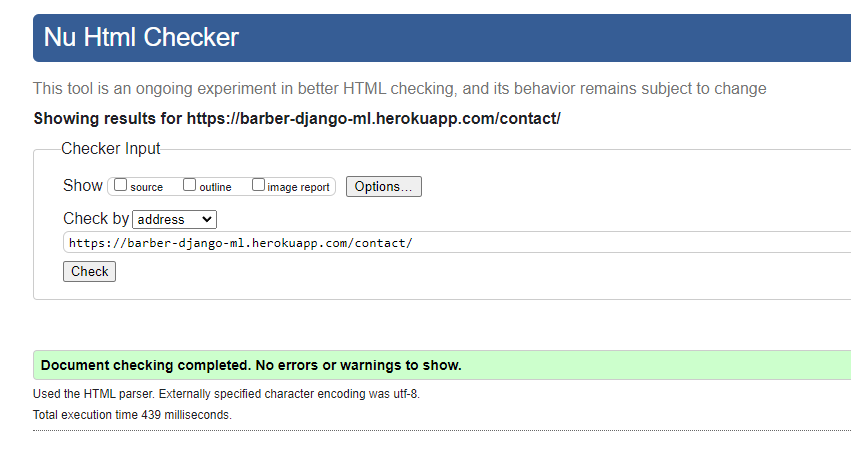 Nu Html Checker
This tool is an ongoing experiment in better HTML checking, and its behavior remains subject to change
Showing results for https://barber-django-ml.herokuapp.com/contact/
Checker Input
Show source outline image report Options...
Check by address
https://barber-django-ml.herokuapp.com/contact/
Check
Document checking completed. No errors or warnings to show.
Used the HTML parser. Externally specified character encoding was utf-8.
Total execution time 439 milliseconds.